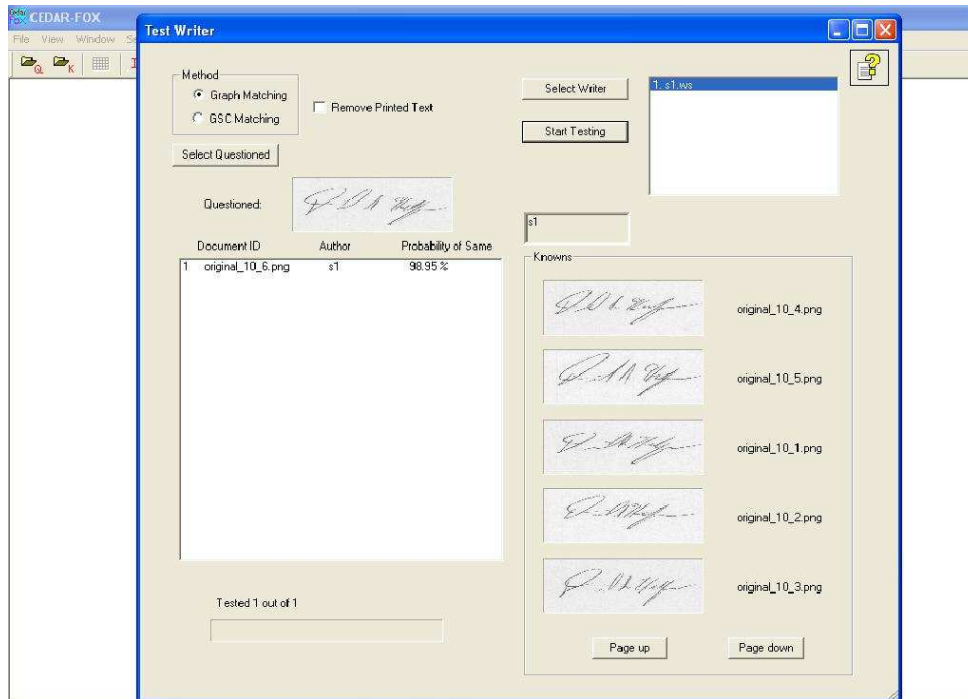 CEDAR-FOX
File View Window
Test Writer
Method
Graph Matching
GSC Matching
Remove Printed Text
Select Questioned
Select Writer
Start Testing
1. s1.ws
Questioned:
s1
Document ID Author Probability of Same
1 original_10_6.png s1 98.95 %
Knowns
original_10_4.png
original_10_5.png
original_10_1.png
original_10_2.png
original_10_3.png
Tested 1 out of 1
Page up Page down